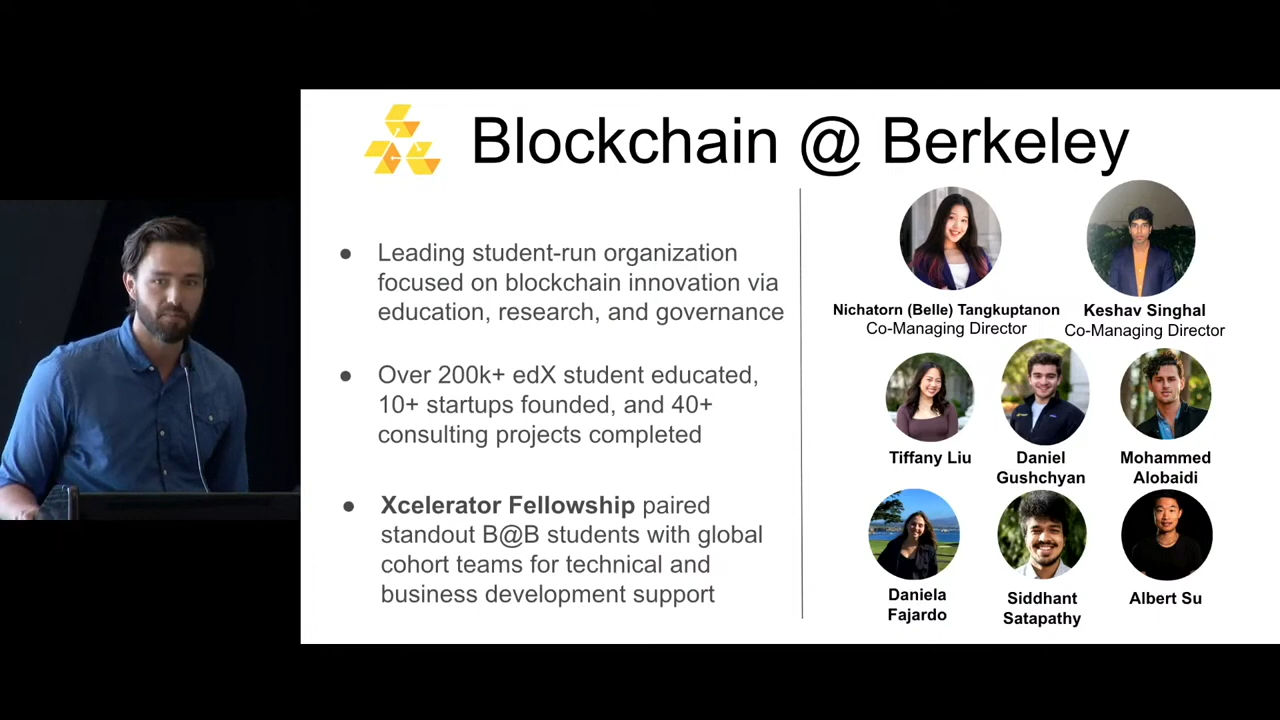 Blockchain @ Berkeley
● Leading student-run organization
focused on blockchain innovation via
education, research, and governance
● Over 200k+ edX student educated,
10+ startups founded, and 40+
consulting projects completed
● Xcelerator Fellowship paired
standout B@B students with global
cohort teams for technical and
business development support
Nichatorn (Belle) Tangkuptanon
Co-Managing Director
Keshav Singhal
Co-Managing Director
Tiffany Liu
Daniel
Gushchyan
Mohammed
Alobaidi
Daniela
Fajardo
Siddhant
Satapathy
Albert Su